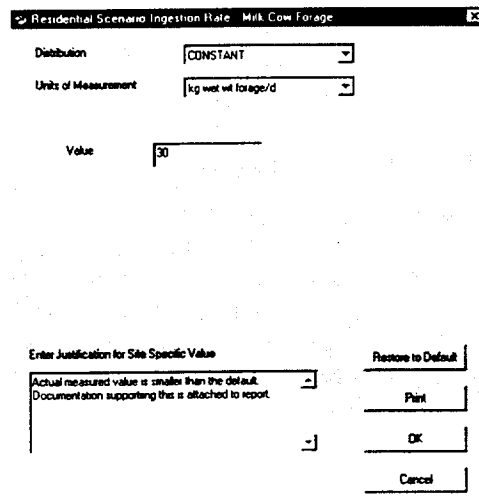 Residential Scenario Ingestion Rate Milk Cow Forage
Distribution
CONSTANT
Units of Measurement
kg wet wt forage/d
Value
30
Enter Justification for Site Specific Value
Actual measured value is smaller than the default.
Documentation supporting this is attached to report.
Restore to Default
Print
OK
Cancel